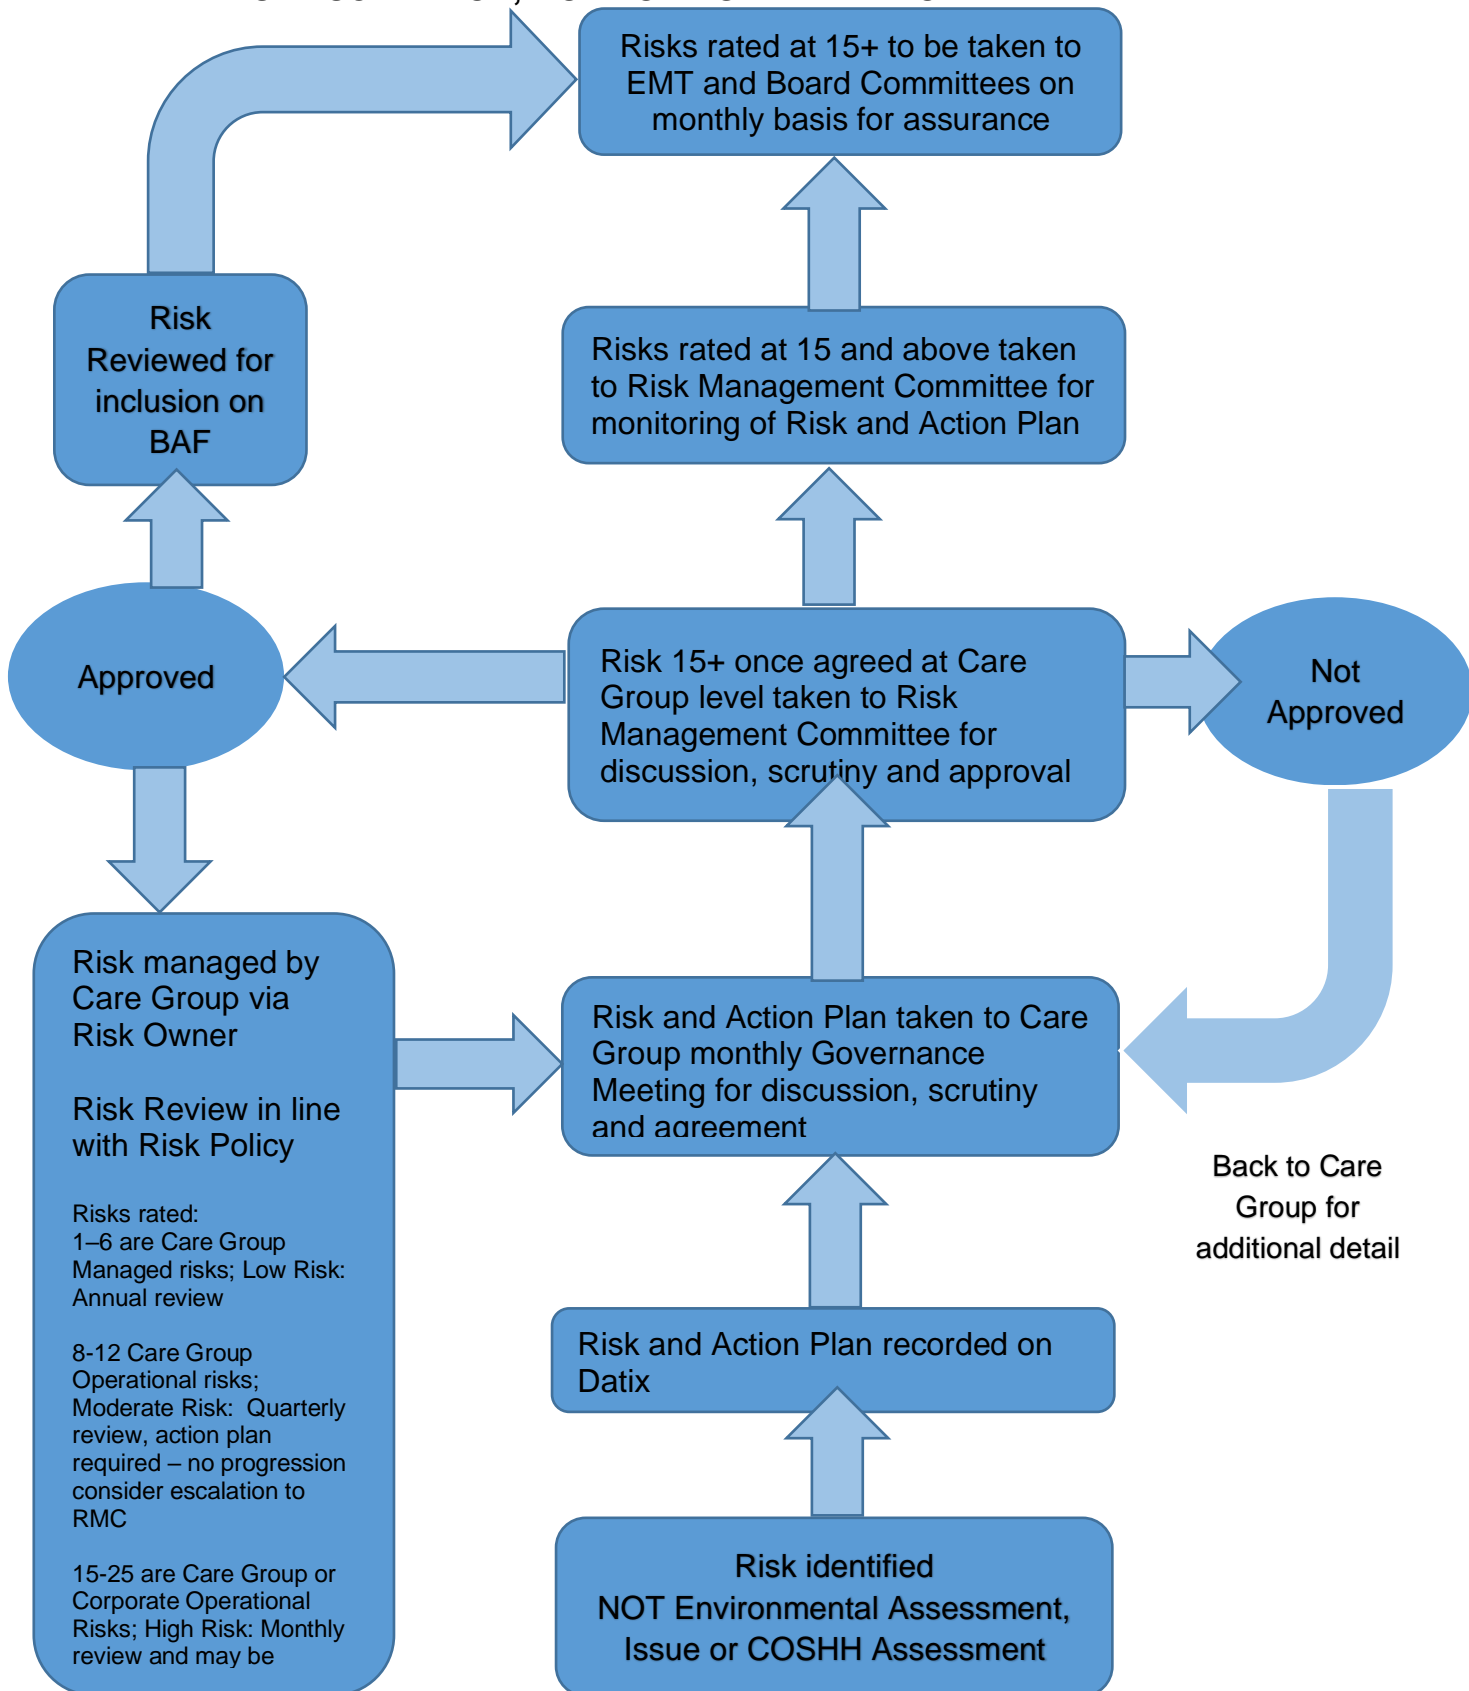 Risks rated at 15+ to be taken to
EMT and Board Committees on
monthly basis for assurance
Risk
Reviewed for
inclusion on
BAF
Risks rated at 15 and above taken
to Risk Management Committee for
monitoring of Risk and Action Plan
Approved
Risk 15+ once agreed at Care
Group level taken to Risk
Management Committee for
discussion, scrutiny and approval
Not
Approved
Risk managed by
Care Group via
Risk Owner
Risk Review in line
with Risk Policy
Risks rated:
1–6 are Care Group
Managed risks; Low Risk:
Annual review
8-12 Care Group
Operational risks;
Moderate Risk:  Quarterly
review, action plan
required – no progression
consider escalation to
RMC
15-25 are Care Group or
Corporate Operational
Risks; High Risk: Monthly
review and may be
Risk and Action Plan taken to Care
Group monthly Governance
Meeting for discussion, scrutiny
and agreement
Back to Care
Group for
additional detail
Risk and Action Plan recorded on
Datix
Risk identified
NOT Environmental Assessment,
Issue or COSHH Assessment